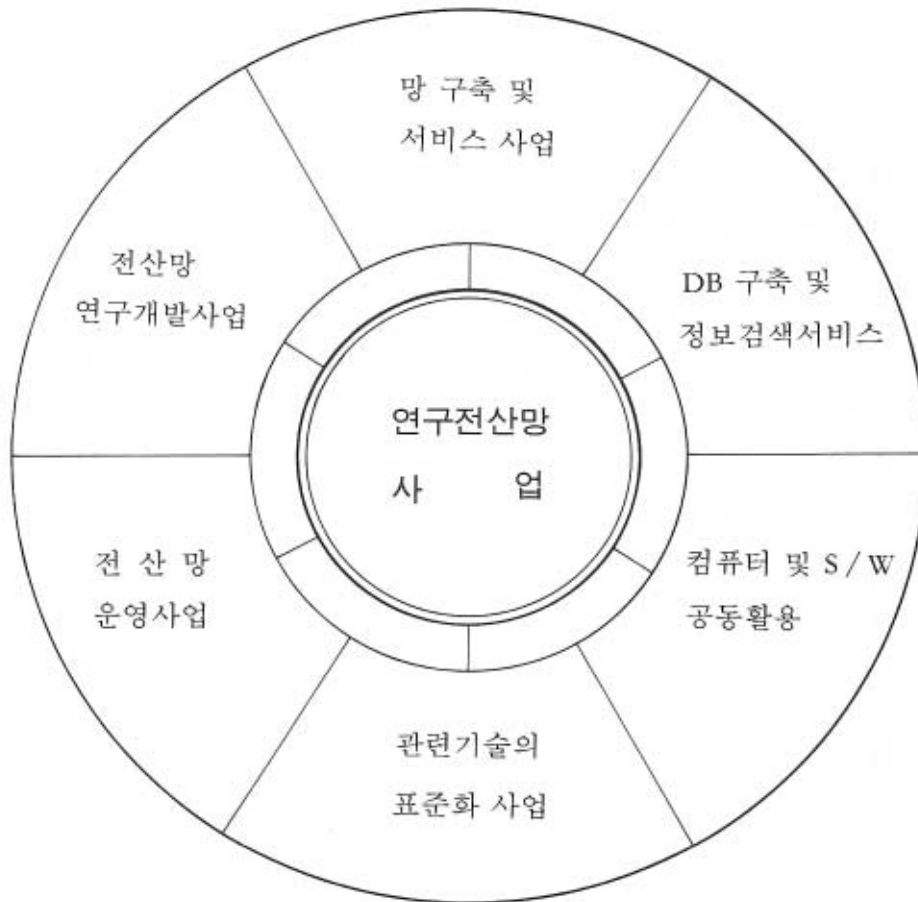 망 구축 및
서비스 사업
DB 구축 및
정보검색서비스
컴퓨터 및 S/W
공동활용
관련기술의
표준화 사업
전 산 망
운영사업
전산망
연구개발사업
연구전산망
사 업